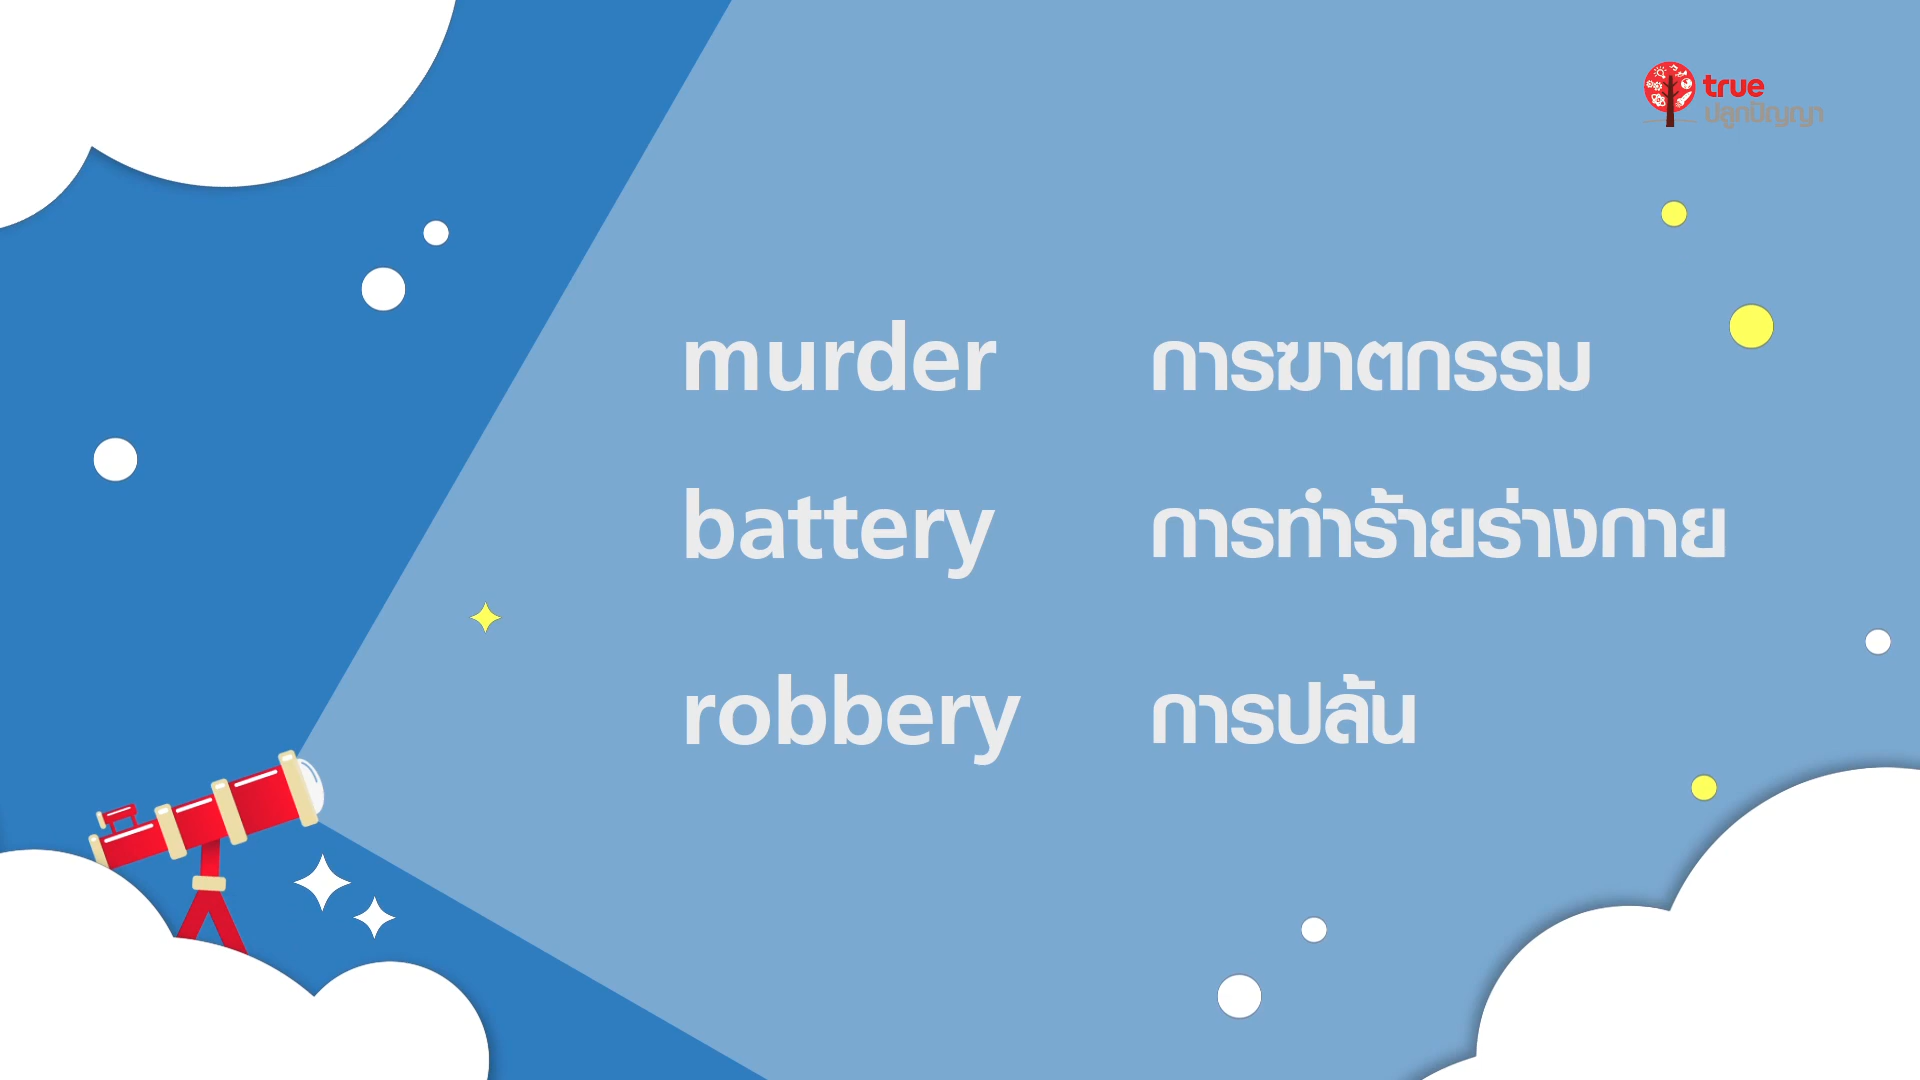 true
ปลูกปัญญา
murder การฆาตกรรม
battery การทำร้ายร่างกาย
robbery การปล้น